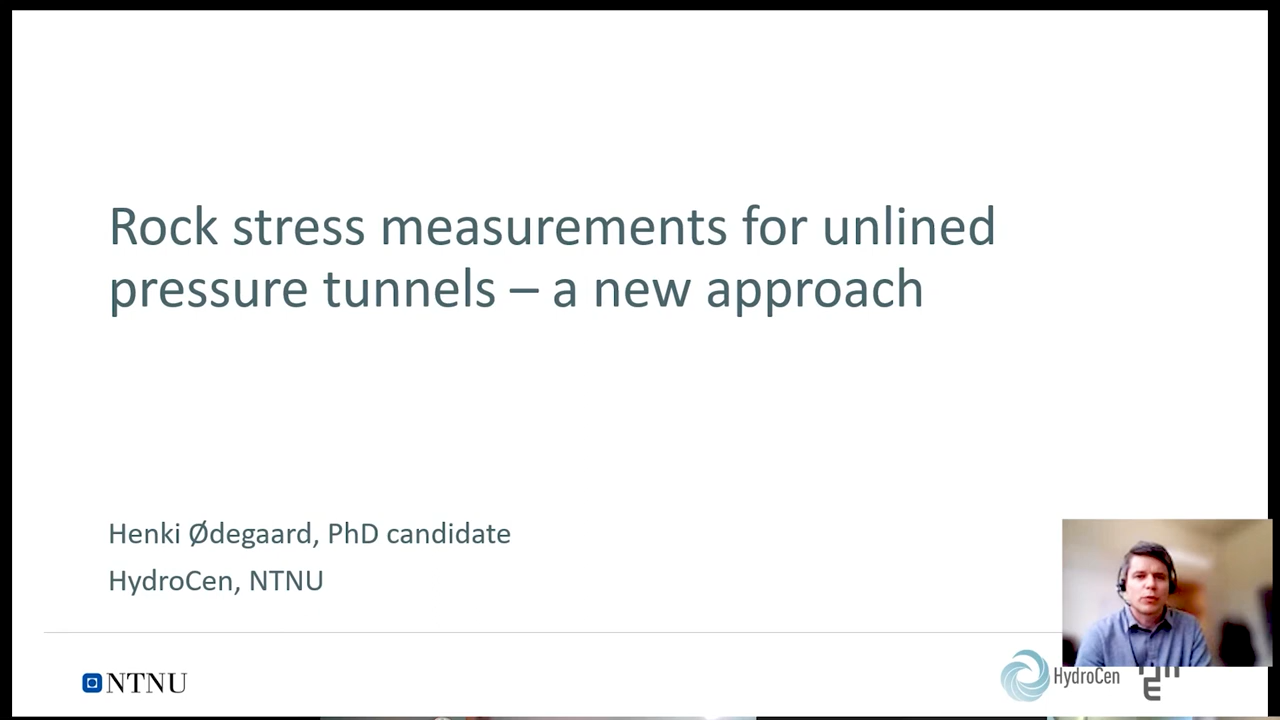 Rock stress measurements for unlined
pressure tunnels – a new approach
Henki Ødegaard, PhD candidate
HydroCen, NTNU
NTNU
HydroCen